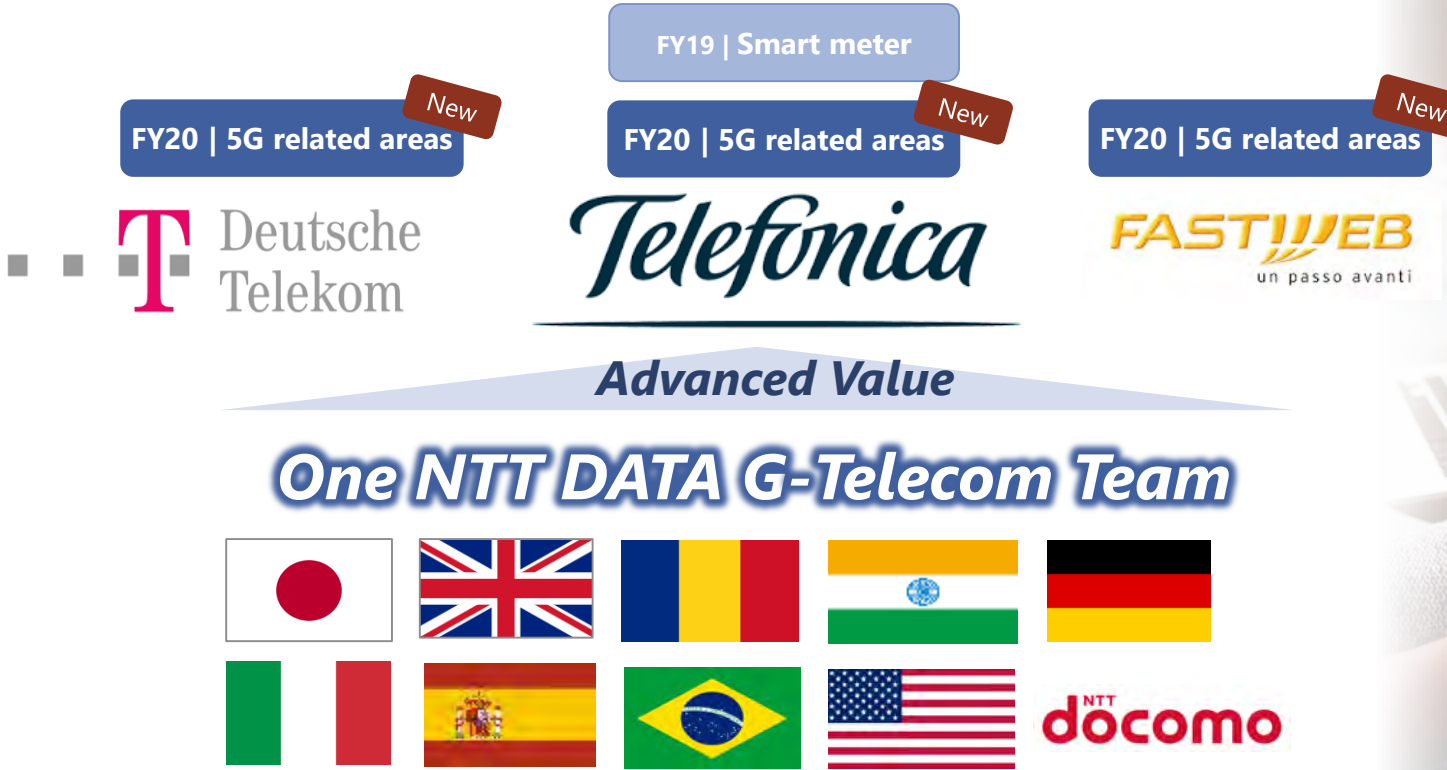 FY19 | Smart meter
New
FY20 | 5G related areas
New
FY20 | 5G related areas
New
FY20 | 5G related areas
T Deutsche
Telekom
Telefónica
FASTWEB
un passo avanti
Advanced Value
One NTT DATA G-Telecom Team
NTT
docomo